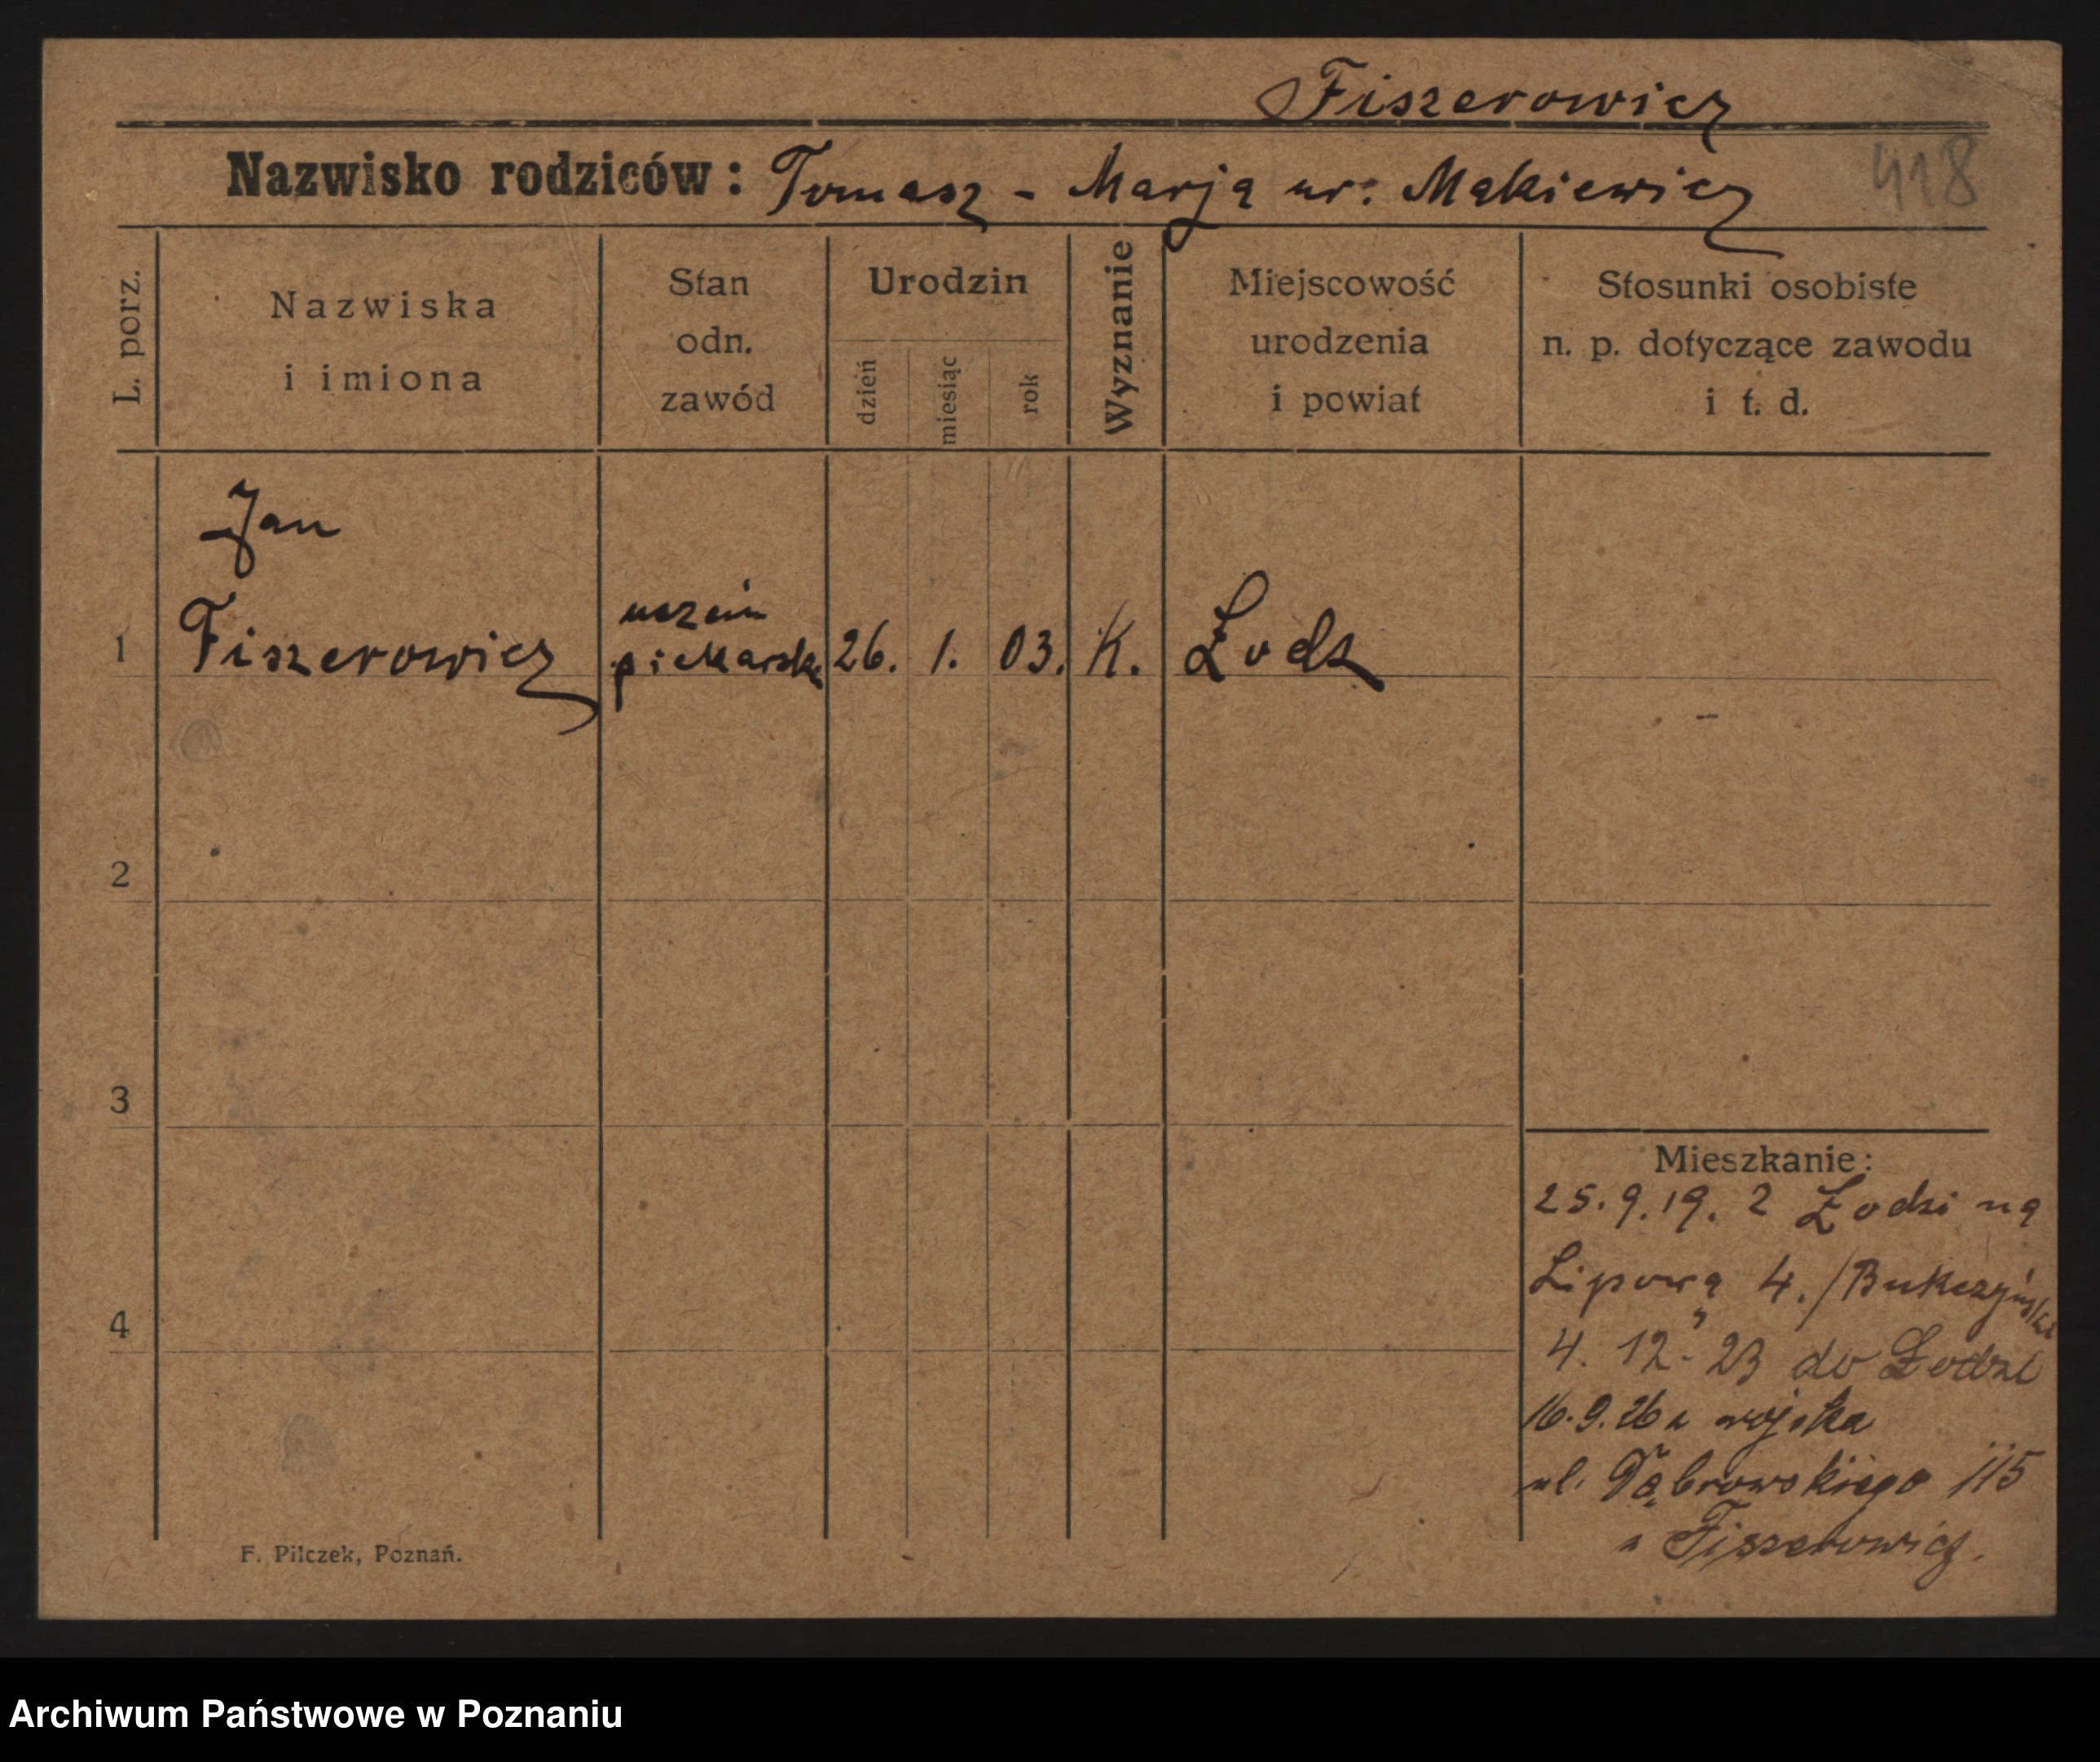 Fiszerowicz
Nazwisko rodziców: Tomasz - Marja ur. Mąkiewicz
418
L. porz.
Nazwiska
i imiona
Stan
odn.
zawód
Urodzin
dzień
miesiąc
rok
Wyznanie
Miejscowość
urodzenia
i powiat
Stosunki osobiste
n. p. dotyczące zawodu
i t. d.
Jan
1 Fiszerowicz
uczeń
piekarski
26. 1. 03. K. Łodz
2
3
4
Mieszkanie:
25.9.19. z Łodzi na
Lipową 4. /
4. 12. 23 do Łodzi
16.9.26 z wojska
ul. Dąbrowskiego 115
Fiszerowicz.
F. Pilczek, Poznań.
Archiwum Państwowe w Poznaniu